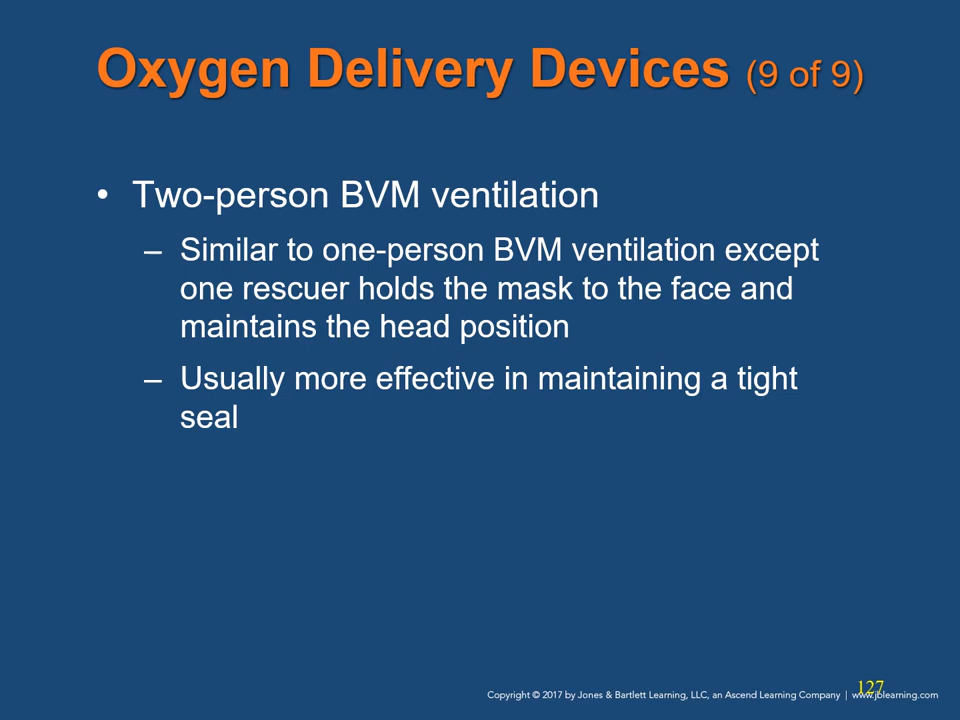 Oxygen Delivery Devices (9 of 9)
• Two-person BVM ventilation
– Similar to one-person BVM ventilation except
one rescuer holds the mask to the face and
maintains the head position
– Usually more effective in maintaining a tight
seal
127
Copyright © 2017 by Jones & Bartlett Learning, LLC, an Ascend Learning Company | www.jblearning.com